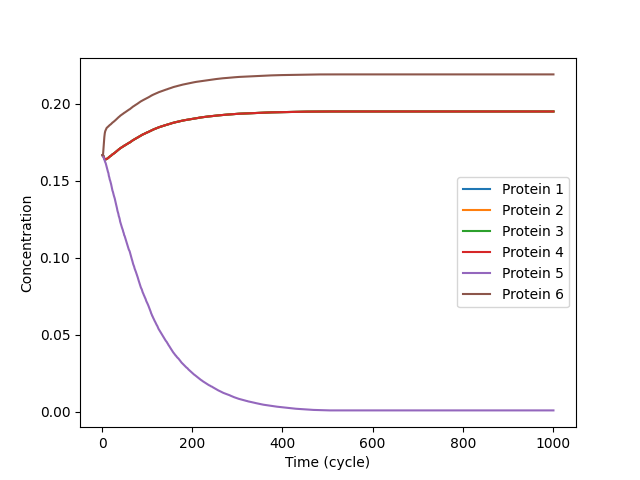 0.20
0.15
0.10
0.05
0.00
Concentration
Protein 1
Protein 2
Protein 3
Protein 4
Protein 5
Protein 6
0 200 400 600 800 1000
Time (cycle)